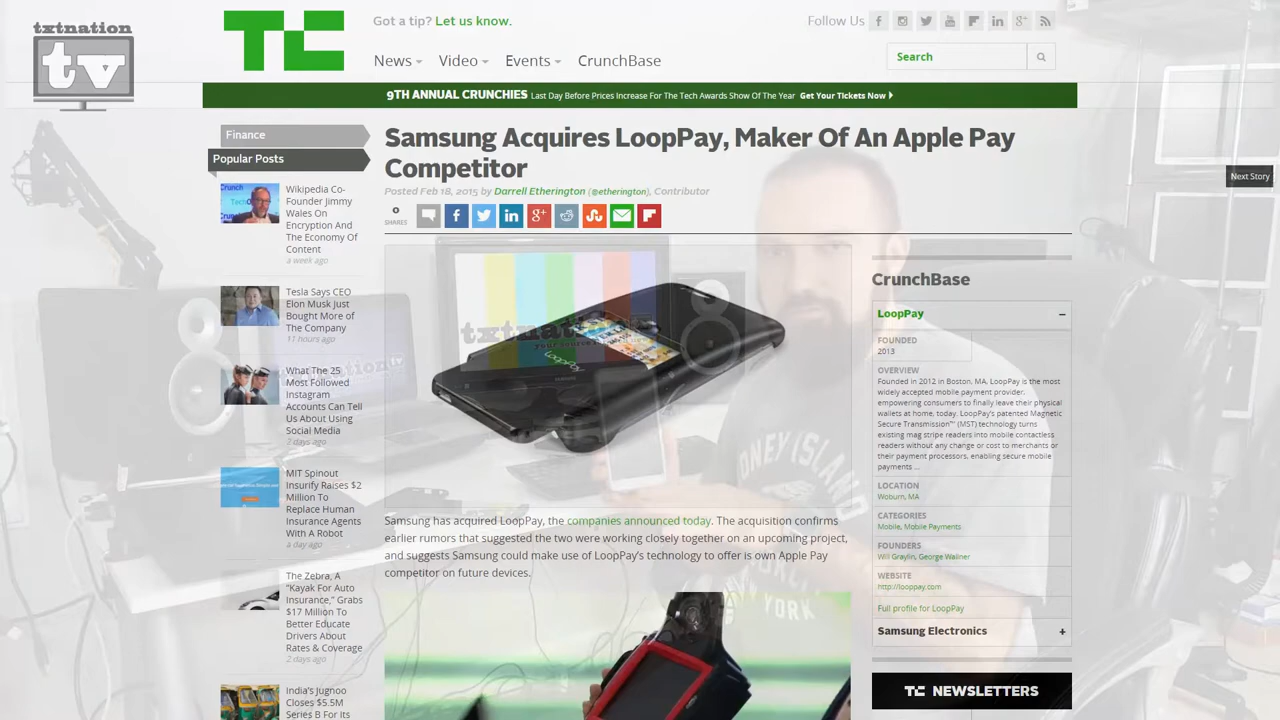 txtnation
tv
TC
Got a tip? Let us know.
Follow Us
News
Video
Events
CrunchBase
Search
9TH ANNUAL CRUNCHIES Last Day Before Prices Increase For The Tech Awards Show Of The Year Get Your Tickets Now
Finance
Popular Posts
Wikipedia Co-
Founder Jimmy
Wales On
Encryption And
The Economy Of
Content
a week ago
Tesla Says CEO
Elon Musk Just
Bought More of
The Company
11 hours ago
What The 25
Most Followed
Instagram
Accounts Can Tell
Us About Using
Social Media
2 days ago
MIT Spinout
Insurify Raises $2
Million To
Replace Human
Insurance Agents
With A Robot
a day ago
The Zebra, A
“Kayak For Auto
Insurance,” Grabs
$17 Million To
Better Educate
Drivers About
Rates & Coverage
2 days ago
India’s Jugnoo
Closes $5.5M
Series B For Its
Samsung Acquires LoopPay, Maker Of An Apple Pay
Competitor
Posted Feb 18, 2015 by Darrell Etherington (@etherington), Contributor
0
SHARES
LoopPay
txtnation
Samsung has acquired LoopPay, the companies announced today. The acquisition confirms
earlier rumors that suggested the two were working closely together on an upcoming project,
and suggests Samsung could make use of LoopPay’s technology to offer is own Apple Pay
competitor on future devices.
Next Story
CrunchBase
LoopPay –
FOUNDED
2013
OVERVIEW
Founded in 2012 in Boston, MA, LoopPay is the most
widely accepted mobile payment provider,
empowering consumers to finally leave their physical
wallets at home, today. LoopPay’s patented Magnetic
Secure Transmission™ (MST) technology turns
existing mag stripe readers into mobile contactless
readers without any change or cost to merchants or
their payment processors, enabling secure mobile
payments ...
LOCATION
Woburn, MA
CATEGORIES
Mobile, Mobile Payments
FOUNDERS
Will Graylin, George Wallner
WEBSITE
http://looppay.com
Full profile for LoopPay
Samsung Electronics +
TC NEWSLETTERS
ONEY ISLAND
YORK